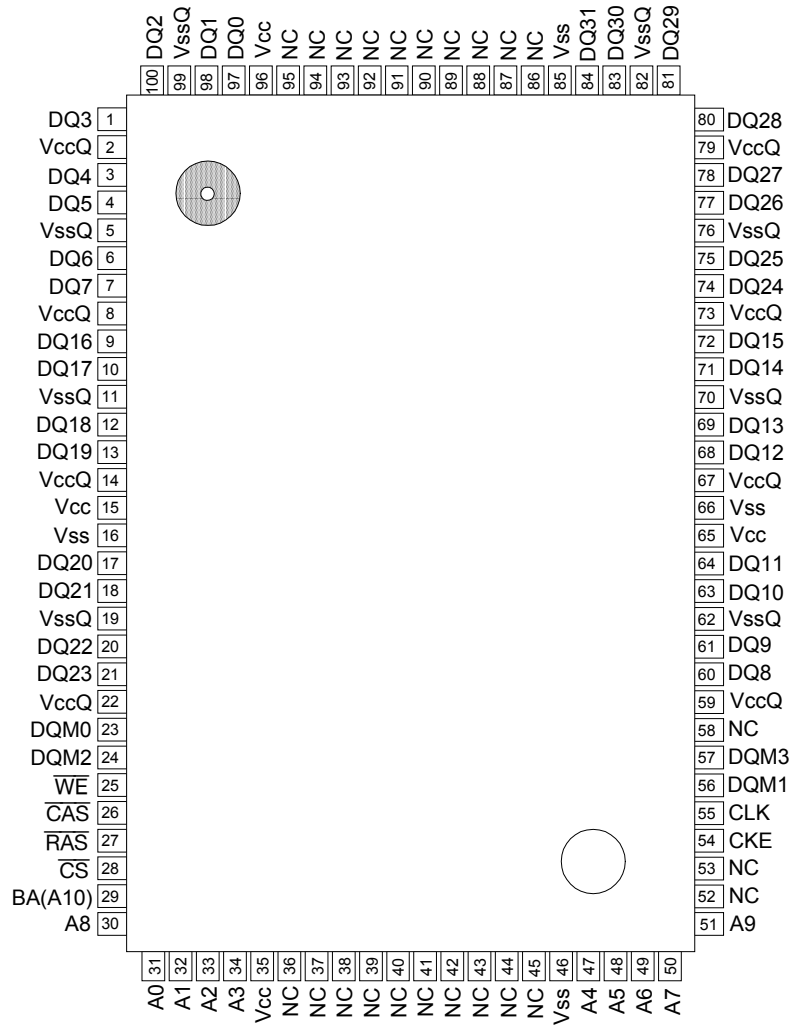 DQ2 VssQ DQ1 DQ0 Vcc NC NC NC NC NC NC NC NC NC NC Vss DQ31 DQ30 VssQ DQ29
100 99 98 97 96 95 94 93 92 91 90 89 88 87 86 85 84 83 82 81
DQ3 1 80 DQ28
VccQ 2 79 VccQ
DQ4 3 78 DQ27
DQ5 4 77 DQ26
VssQ 5 76 VssQ
DQ6 6 75 DQ25
DQ7 7 74 DQ24
VccQ 8 73 VccQ
DQ16 9 72 DQ15
DQ17 10 71 DQ14
VssQ 11 70 VssQ
DQ18 12 69 DQ13
DQ19 13 68 DQ12
VccQ 14 67 VccQ
Vcc 15 66 Vss
Vss 16 65 Vcc
DQ20 17 64 DQ11
DQ21 18 63 DQ10
VssQ 19 62 VssQ
DQ22 20 61 DQ9
DQ23 21 60 DQ8
VccQ 22 59 VccQ
DQM0 23 58 NC
DQM2 24 57 DQM3
WE 25 56 DQM1
CAS 26 55 CLK
RAS 27 54 CKE
CS 28 53 NC
BA(A10) 29 52 NC
A8 30 51 A9
31 32 33 34 35 36 37 38 39 40 41 42 43 44 45 46 47 48 49 50
A0 A1 A2 A3 Vcc NC NC NC NC NC NC NC NC NC NC Vss A4 A5 A6 A7